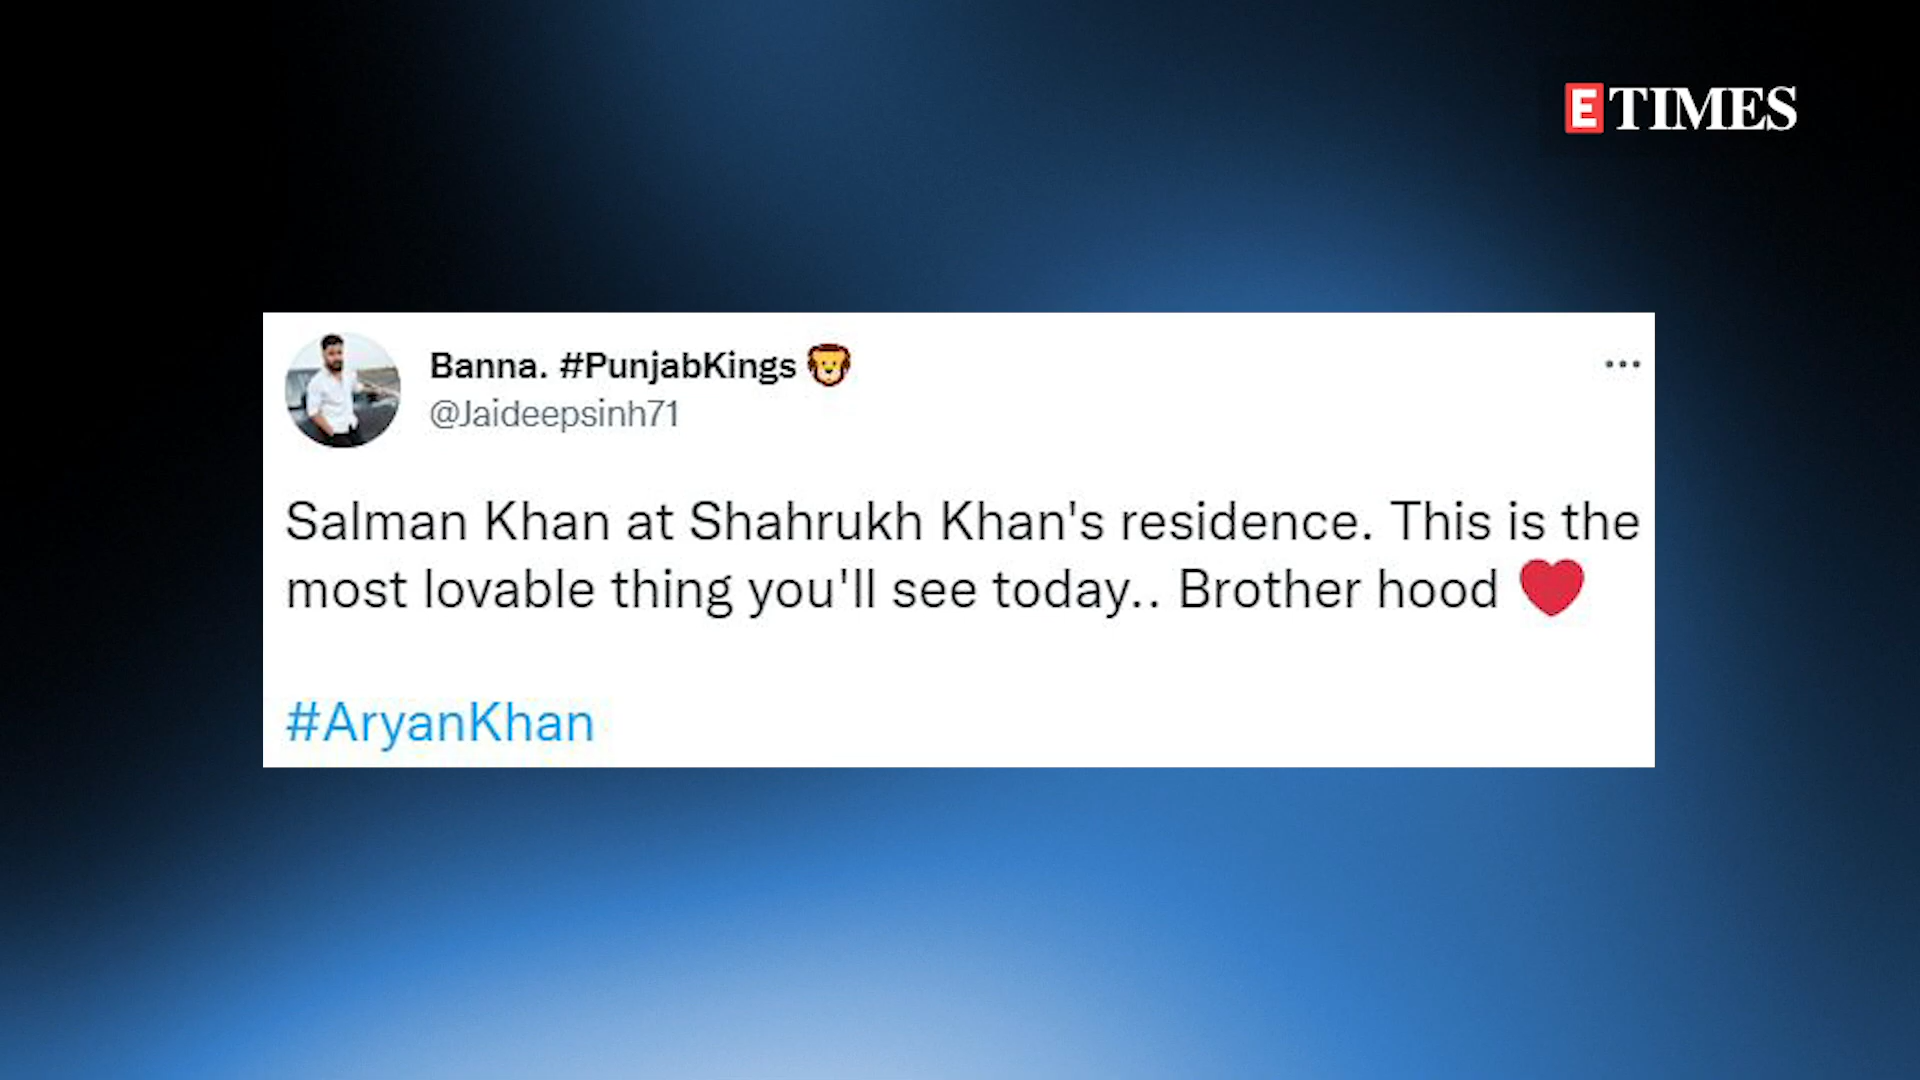 ETIMES
Banna. #PunjabKings 🦁
@Jaideepsinh71
Salman Khan at Shahrukh Khan's residence. This is the
most lovable thing you'll see today.. Brother hood ❤️
#AryanKhan